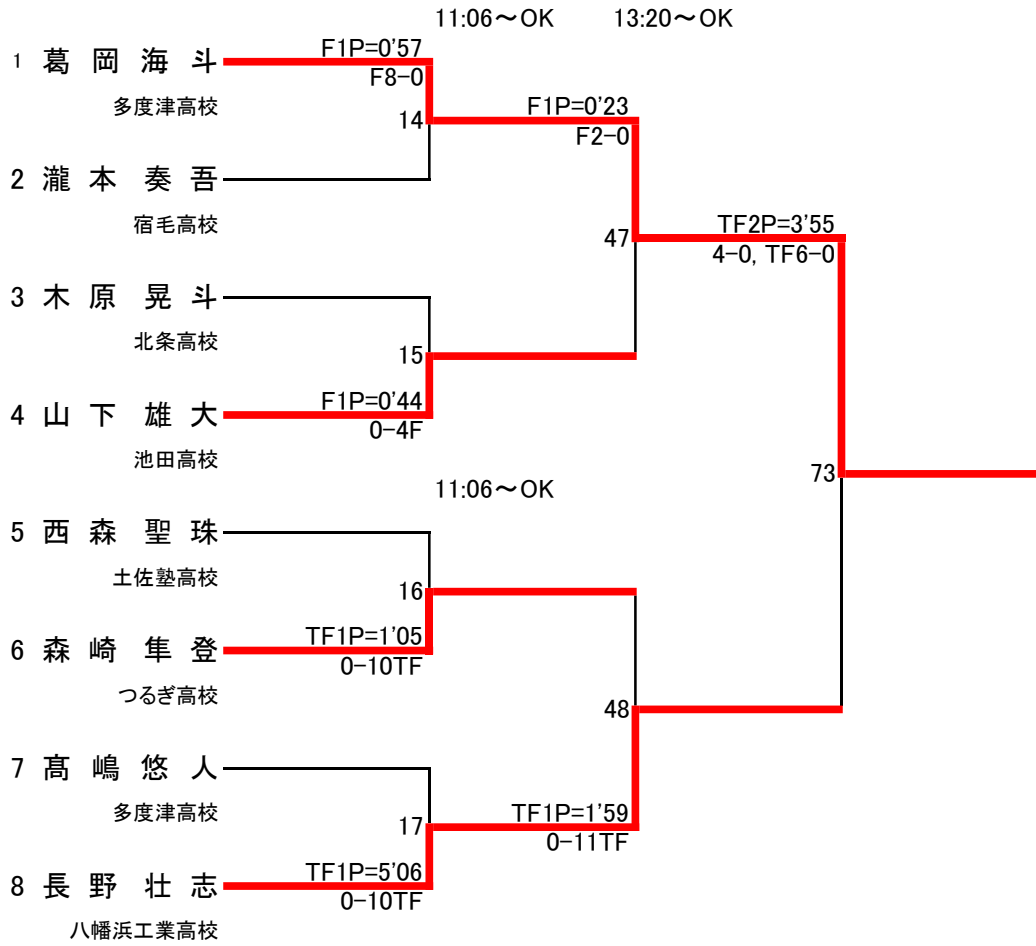 11:06～OK 13:20～OK
1 葛岡海斗 F1P=0'57
F8-0
多度津高校
14
F1P=0'23
F2-0
2 瀧本奏吾
宿毛高校
47
TF2P=3'55
4-0, TF6-0
3 木原晃斗
北条高校
15
4 山下雄大 F1P=0'44
0-4F
池田高校
73
11:06～OK
5 西森聖珠
土佐塾高校
16
6 森崎隼登 TF1P=1'05
0-10TF
つるぎ高校
48
7 髙嶋悠人
多度津高校
17
TF1P=1'59
0-11TF
8 長野壮志 TF1P=5'06
0-10TF
八幡浜工業高校